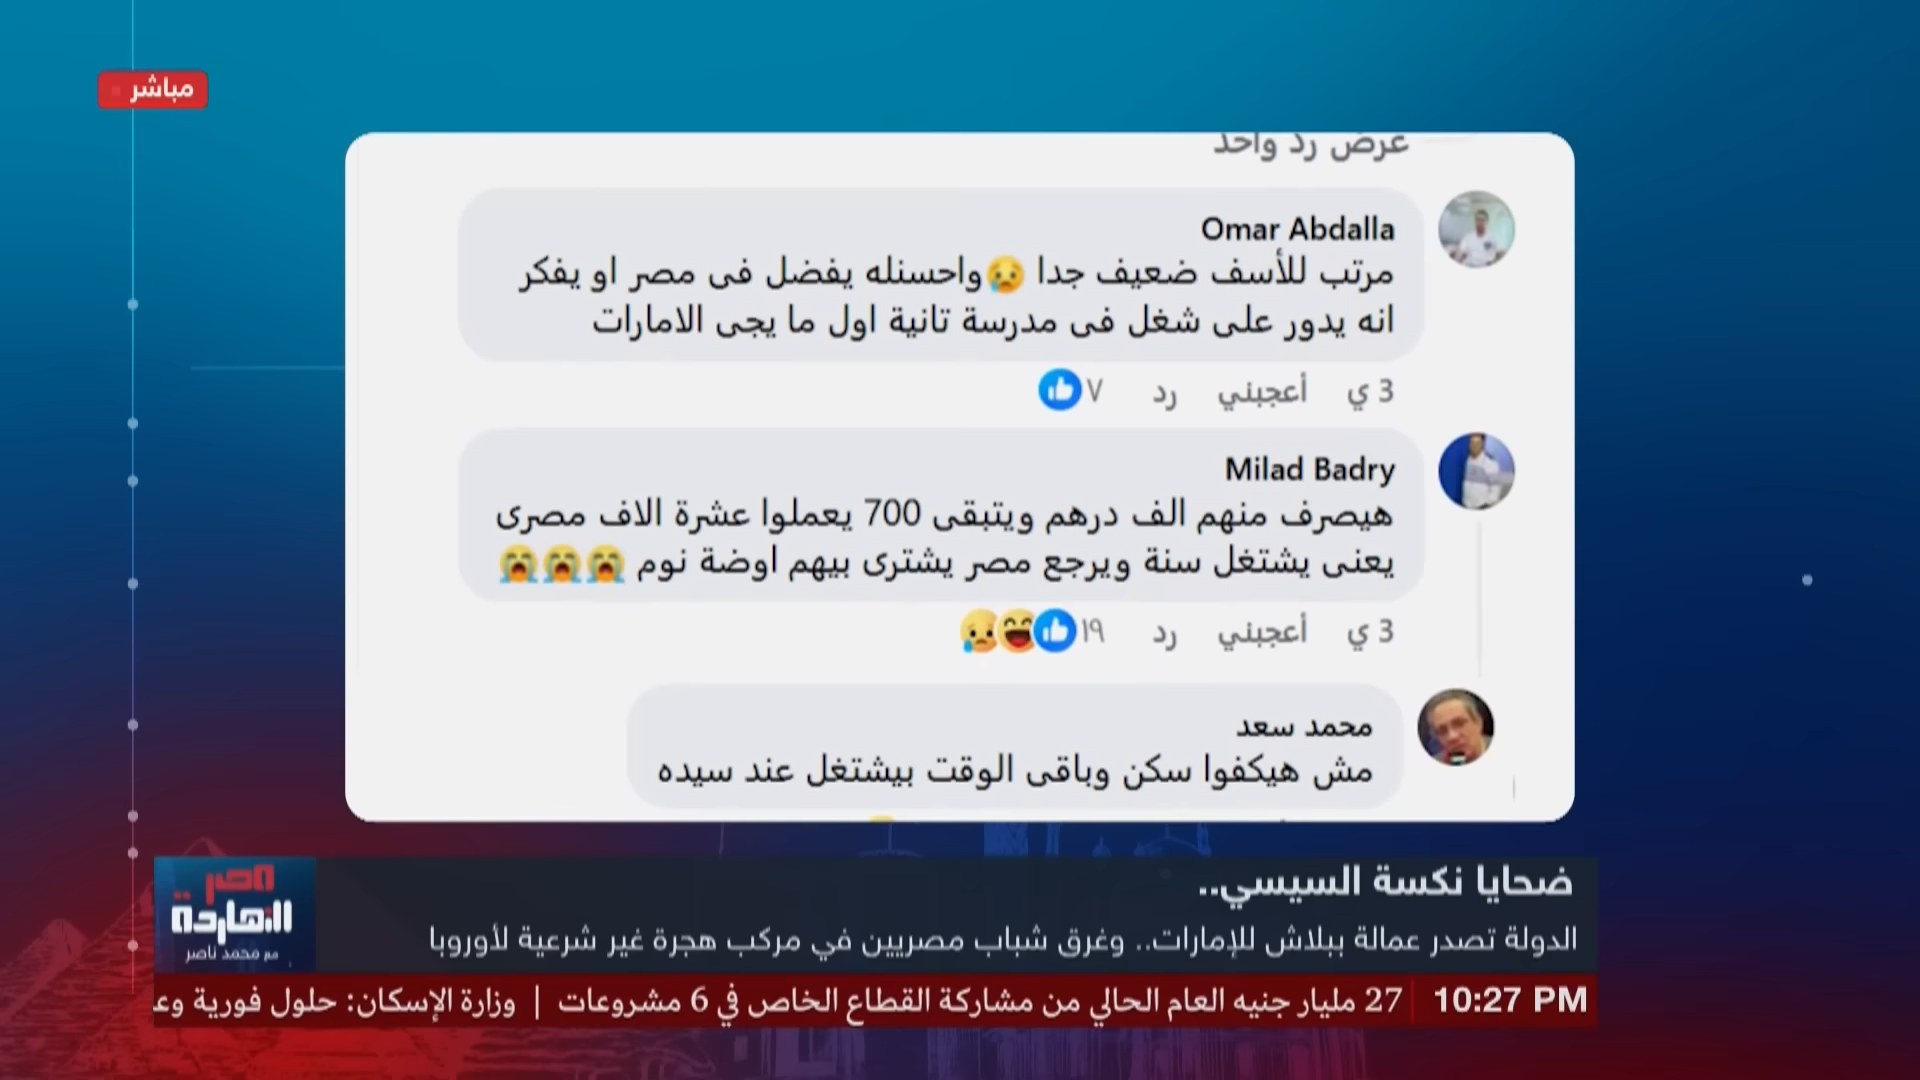 مباشر
عرض رد واحد
Omar Abdalla
مرتب للأسف ضعيف جدا 😥واحسنله يفضل فى مصر او يفكر
انه يدور على شغل فى مدرسة تانية اول ما يجى الامارات
3 ي أعجبني رد ٧
Milad Badry
هيصرف منهم الف درهم ويتبقى 700 يعملوا عشرة الاف مصرى
يعنى يشتغل سنة ويرجع مصر يشترى بيهم اوضة نوم 😭😭😭
3 ي أعجبني رد ١٩
محمد سعد
مش هيكفوا سكن وباقى الوقت بيشتغل عند سيده
ضحايا نكسة السيسي..
الدولة تصدر عمالة ببلاش للإمارات.. وغرق شباب مصريين في مركب هجرة غير شرعية لأوروبا
مصر
النهاردة
مع محمد ناصر
10:27 PM
27 مليار جنيه العام الحالي من مشاركة القطاع الخاص في 6 مشروعات | وزارة الإسكان: حلول فورية وعـ